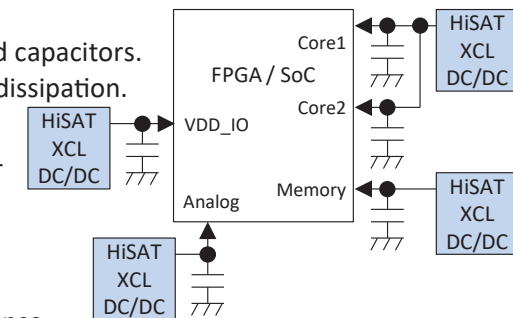 d capacitors.
dissipation.
HiSAT
XCL
DC/DC
FPGA / SoC
Core1
Core2
VDD_IO
Memory
Analog
HiSAT
XCL
DC/DC
HiSAT
XCL
DC/DC
HiSAT
XCL
DC/DC